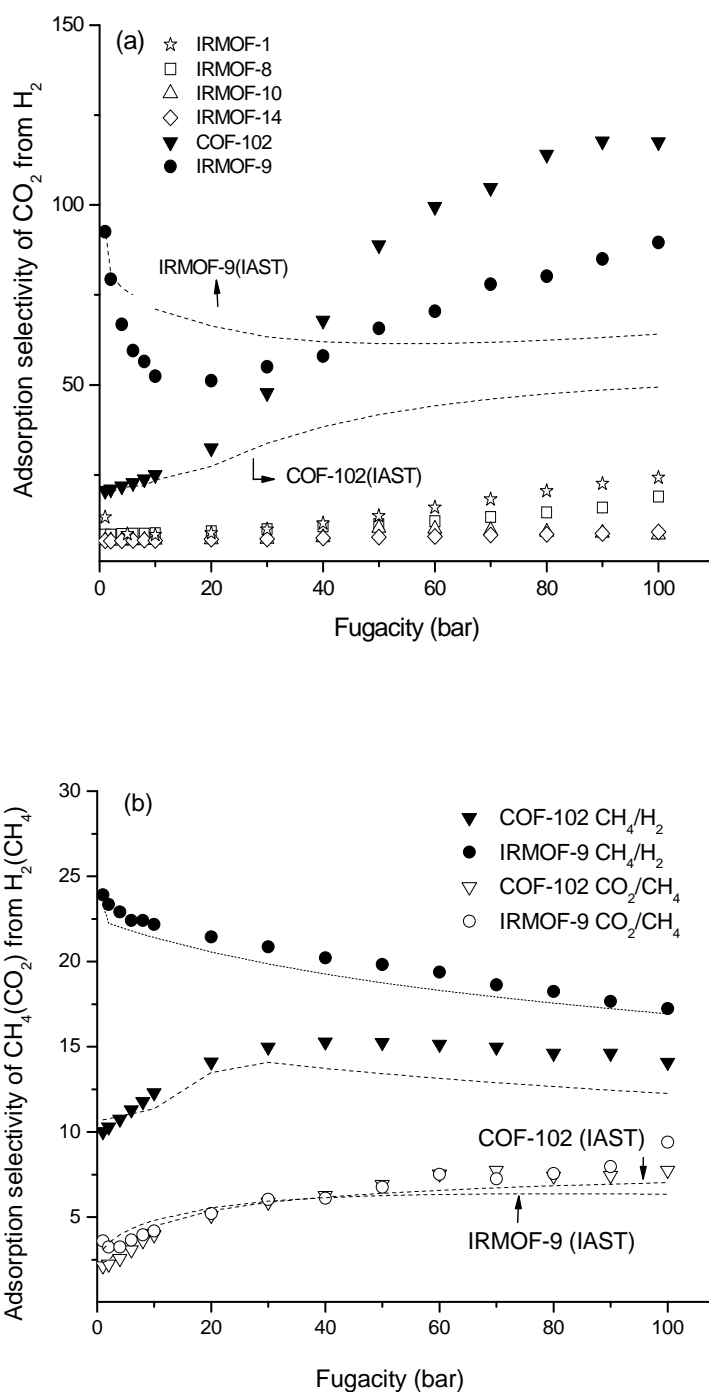 (a)
IRMOF-1
IRMOF-8
IRMOF-10
IRMOF-14
COF-102
IRMOF-9
150
100
50
IRMOF-9(IAST)
COF-102(IAST)
0 20 40 60 80 100
Fugacity (bar)
Adsorption selectivity of CO₂ from H₂
(b)
COF-102 CH₄/H₂
IRMOF-9 CH₄/H₂
COF-102 CO₂/CH₄
IRMOF-9 CO₂/CH₄
30
25
20
15
10
5
COF-102 (IAST)
IRMOF-9 (IAST)
0 20 40 60 80 100
Fugacity (bar)
Adsorption selectivity of CH₄(CO₂) from H₂(CH₄)